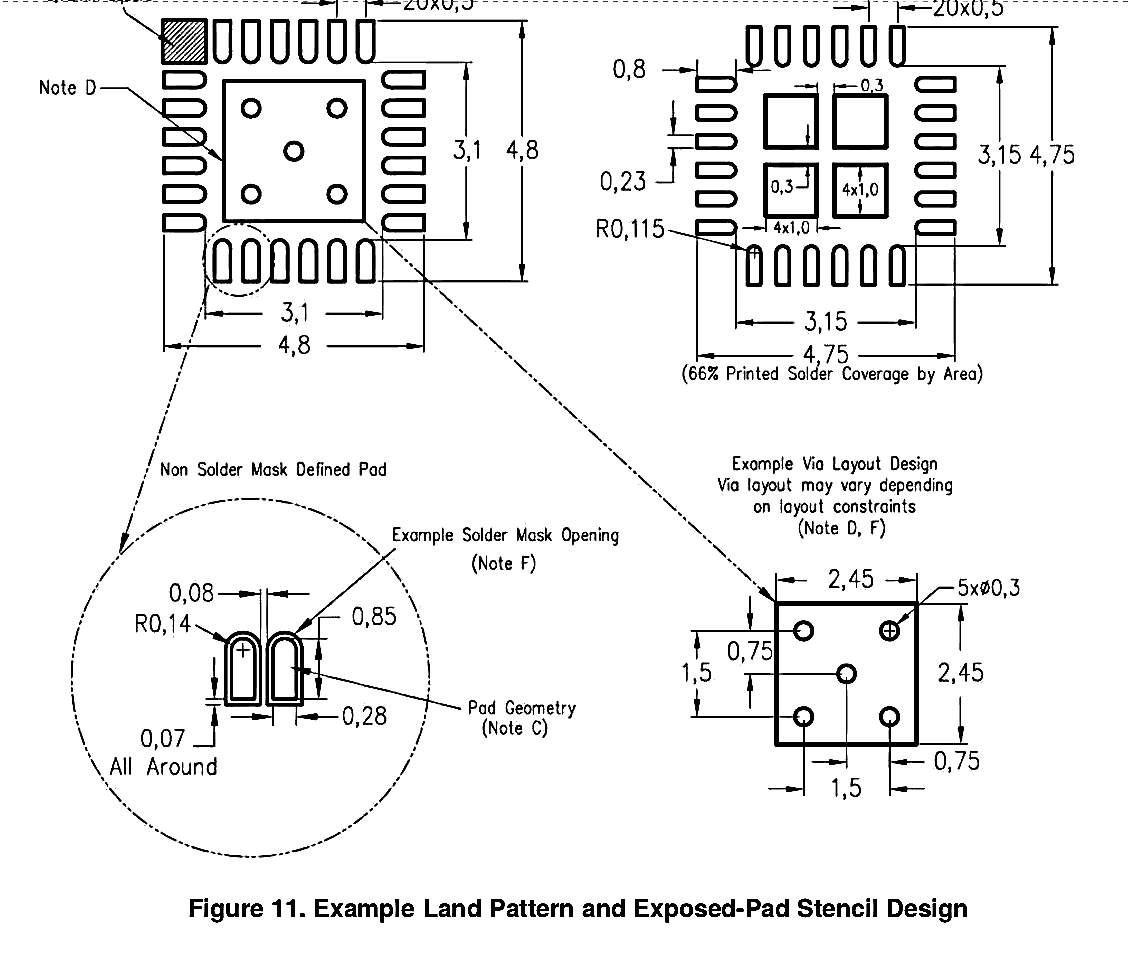 20x0,5
20x0,5
0,8
Note D
0,3
3,1
4,8
3,15
4,75
0,23
0,3
4x1,0
R0,115
4x1,0
3,1
3,15
4,8
4,75
(66% Printed Solder Coverage by Area)
Non Solder Mask Defined Pad
Example Via Layout Design
Via layout may vary depending
on layout constraints
(Note D, F)
Example Solder Mask Opening
(Note F)
2,45
5xø0,3
0,08
R0,14
0,85
0,75
1,5
2,45
Pad Geometry
(Note C)
0,28
0,07
All Around
0,75
1,5
Figure 11. Example Land Pattern and Exposed-Pad Stencil Design